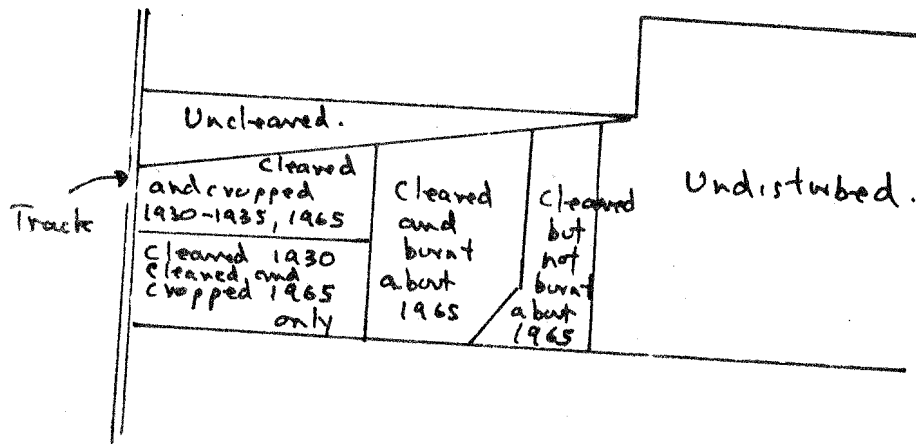 Uncleared.
Track
Cleared
and cropped
1930-1935, 1965
Cleared 1930
Cleared and
cropped 1965
only
Cleared
and
burnt
about
1965
Cleared
but
not
burnt
about
1965
Undisturbed.